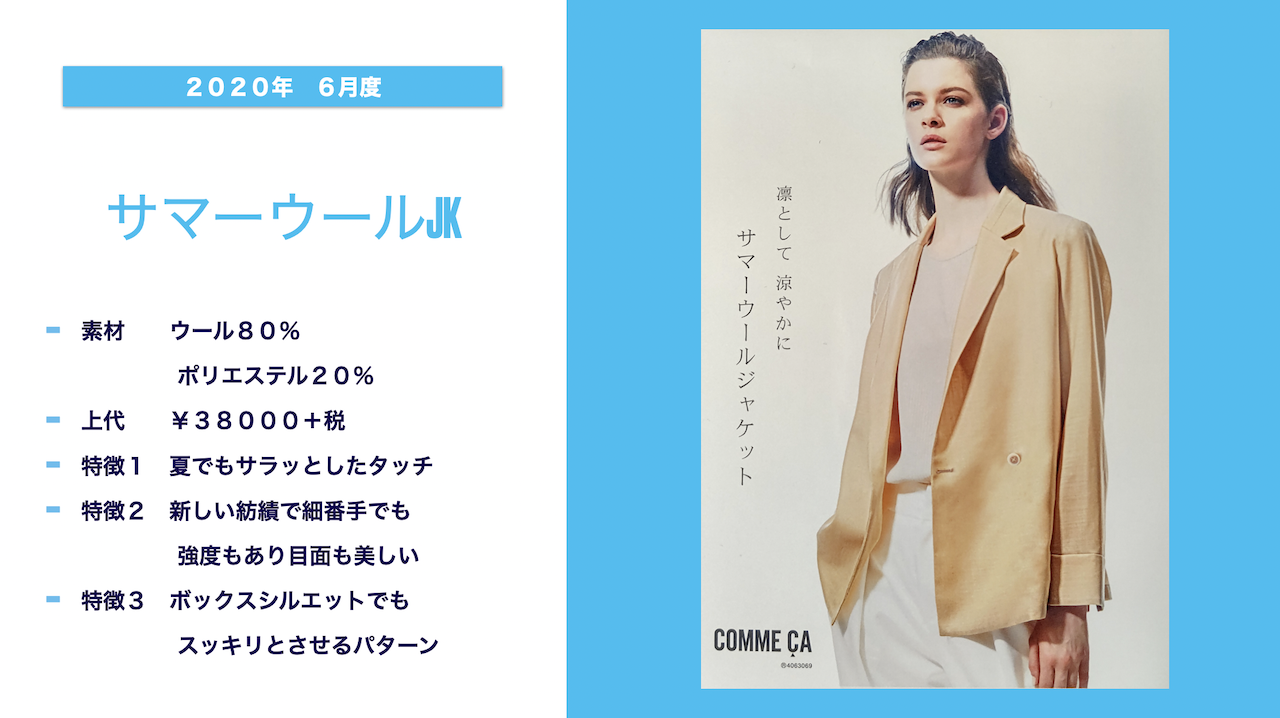 ２０２０年　６月度
サマーウールJK
素材　　ウール８０％
ポリエステル２０％
上代　　￥３８０００＋税
特徴１　夏でもサラッとしたタッチ
特徴２　新しい紡績で細番手でも
強度もあり目面も美しい
特徴３　ボックスシルエットでも
スッキリとさせるパターン
凛として 涼やかに
サマーウールジャケット
COMME ÇA
Ⓡ4063069